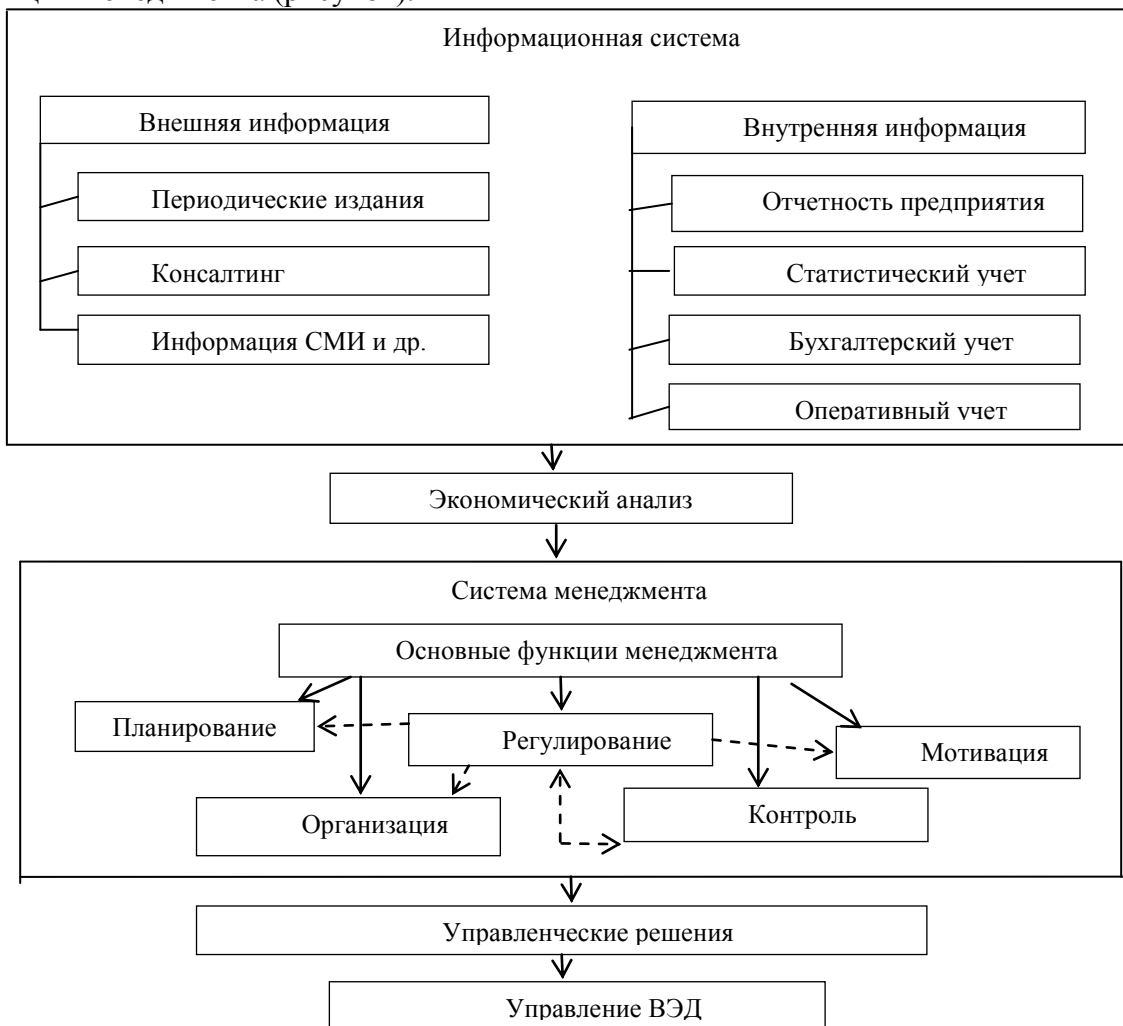 (рисунок).
Информационная система
Внешняя информация
Периодические издания
Консалтинг
Информация СМИ и др.
Внутренняя информация
Отчетность предприятия
Статистический учет
Бухгалтерский учет
Оперативный учет
Экономический анализ
Система менеджмента
Основные функции менеджмента
Планирование
Регулирование
Мотивация
Организация
Контроль
Управленческие решения
Управление ВЭД